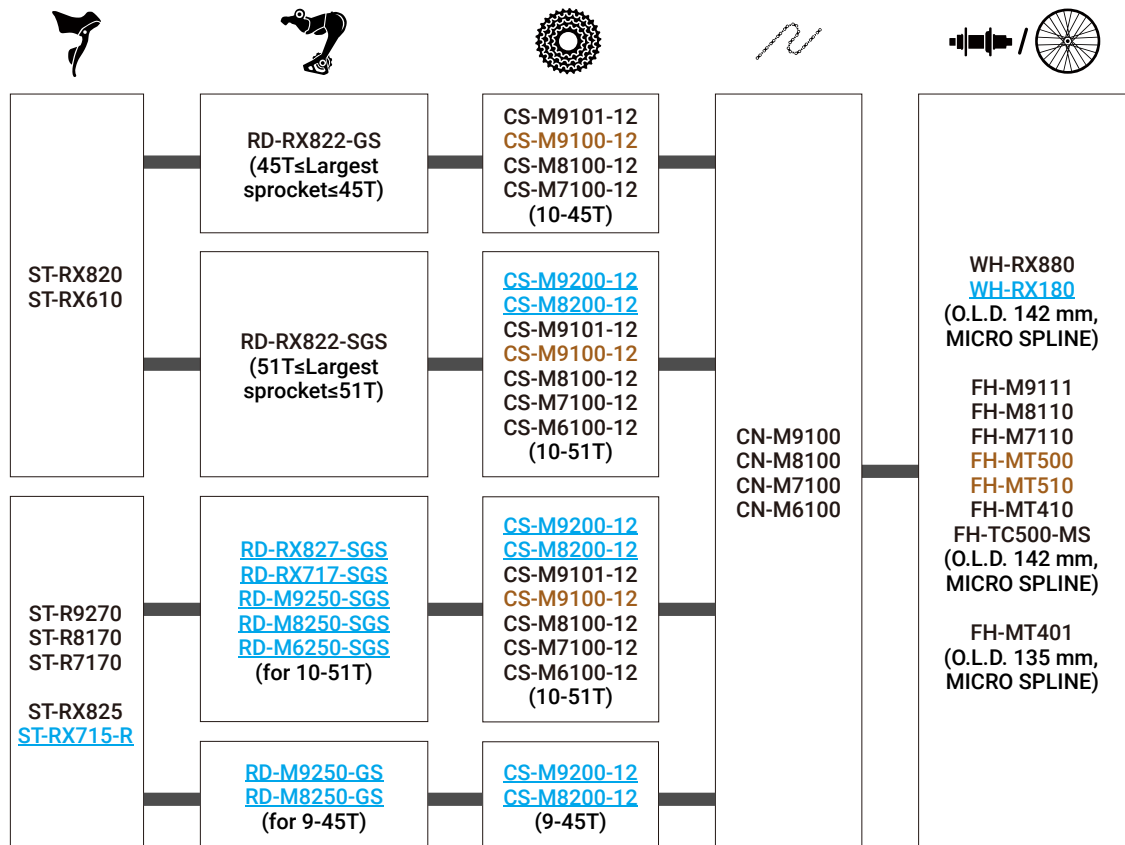 ST-RX820
ST-RX610
RD-RX822-GS
(45T≤Largest
sprocket≤45T)
CS-M9101-12
CS-M9100-12
CS-M8100-12
CS-M7100-12
(10-45T)
RD-RX822-SGS
(51T≤Largest
sprocket≤51T)
CS-M9200-12
CS-M8200-12
CS-M9101-12
CS-M9100-12
CS-M8100-12
CS-M7100-12
CS-M6100-12
(10-51T)
ST-R9270
ST-R8170
ST-R7170
ST-RX825
ST-RX715-R
RD-RX827-SGS
RD-RX717-SGS
RD-M9250-SGS
RD-M8250-SGS
RD-M6250-SGS
(for 10-51T)
CS-M9200-12
CS-M8200-12
CS-M9101-12
CS-M9100-12
CS-M8100-12
CS-M7100-12
CS-M6100-12
(10-51T)
RD-M9250-GS
RD-M8250-GS
(for 9-45T)
CS-M9200-12
CS-M8200-12
(9-45T)
CN-M9100
CN-M8100
CN-M7100
CN-M6100
/
WH-RX880
WH-RX180
(O.L.D. 142 mm,
MICRO SPLINE)
FH-M9111
FH-M8110
FH-M7110
FH-MT500
FH-MT510
FH-MT410
FH-TC500-MS
(O.L.D. 142 mm,
MICRO SPLINE)
FH-MT401
(O.L.D. 135 mm,
MICRO SPLINE)